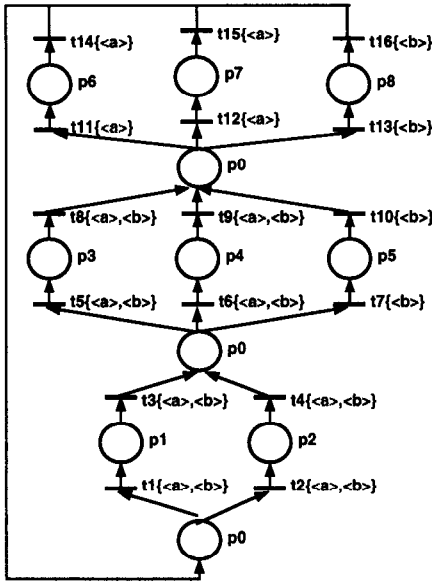 t14{<a>} t15{<a>} t16{<b>}
p6 p7 p8
t11{<a>} t12{<a>} t13{<b>}
p0
t8{<a>,<b>} t9{<a>,<b>} t10{<b>}
p3 p4 p5
t5{<a>,<b>} t6{<a>,<b>} t7{<b>}
p0
t3{<a>,<b>} t4{<a>,<b>}
p1 p2
t1{<a>,<b>} t2{<a>,<b>}
p0